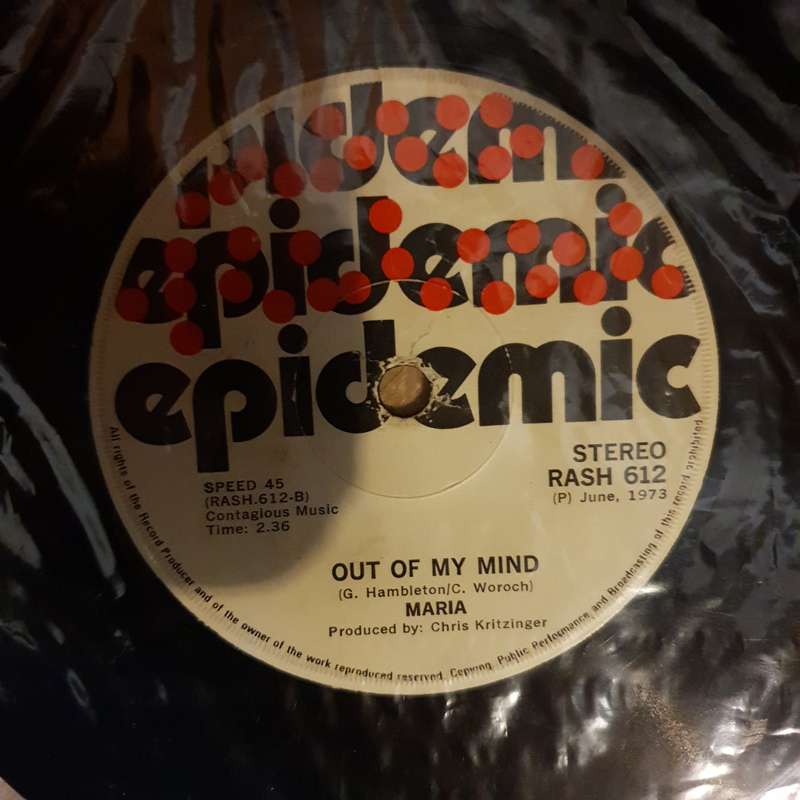 epidemic
epidemic
epidemic
SPEED 45
(RASH.612-B)
Contagious Music
Time: 2.36
STEREO
RASH 612
(P) June, 1973
OUT OF MY MIND
(G. Hambleton/C. Woroch)
MARIA
Produced by: Chris Kritzinger
All rights of the Record Producer and of the owner of the work reproduced reserved. Copying, Public Performance and Broadcasting of this record prohibited